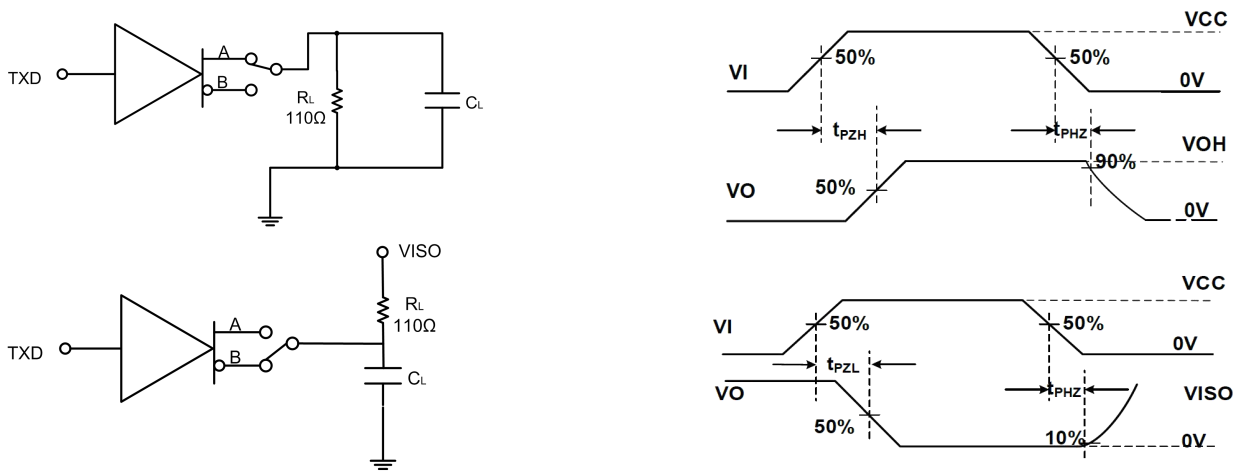 TXD
A
B
RL
110Ω
CL
VI
50%
50%
VCC
0V
tPZH
tPHZ
VO
50%
90%
VOH
0V
VISO
RL
110Ω
TXD
A
B
CL
VI
50%
50%
VCC
0V
tPZL
tPHZ
VO
VISO
50%
10%
0V